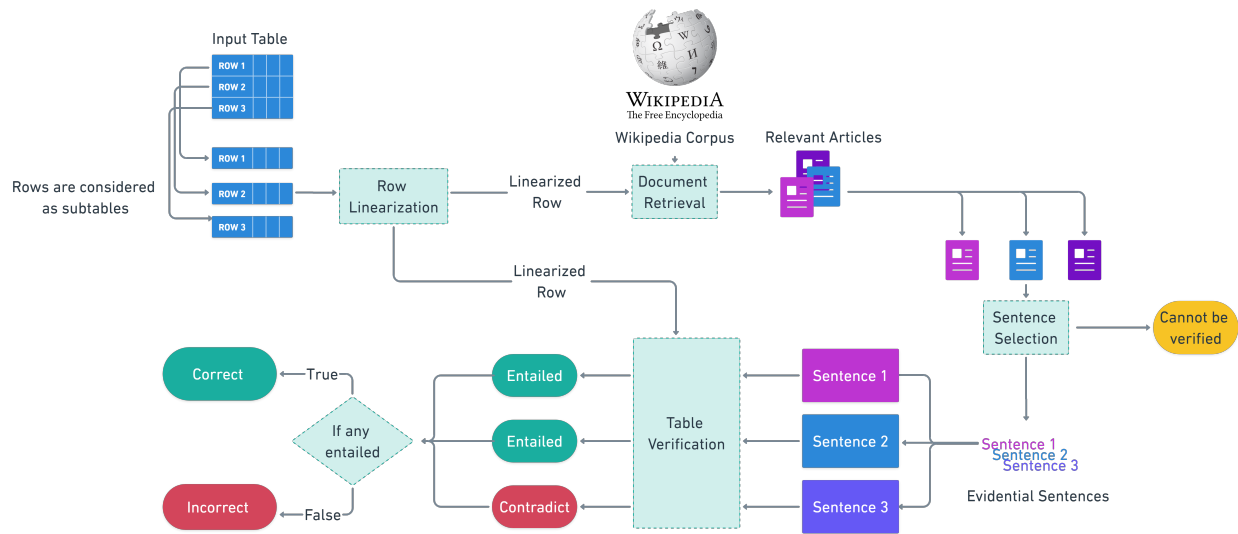 Input Table
ROW 1
ROW 2
ROW 3
ROW 1
ROW 2
ROW 3
Rows are considered
as subtables
Row
Linearization
Linearized
Row
Ω
W
И
維
WIKIPEDIA
The Free Encyclopedia
Wikipedia Corpus
Document
Retrieval
Relevant Articles
Linearized
Row
Sentence
Selection
Cannot be
verified
Sentence 1
Sentence 2
Sentence 3
Evidential Sentences
Sentence 1
Sentence 2
Sentence 3
Table
Verification
Entailed
Entailed
Contradict
If any
entailed
True
False
Correct
Incorrect